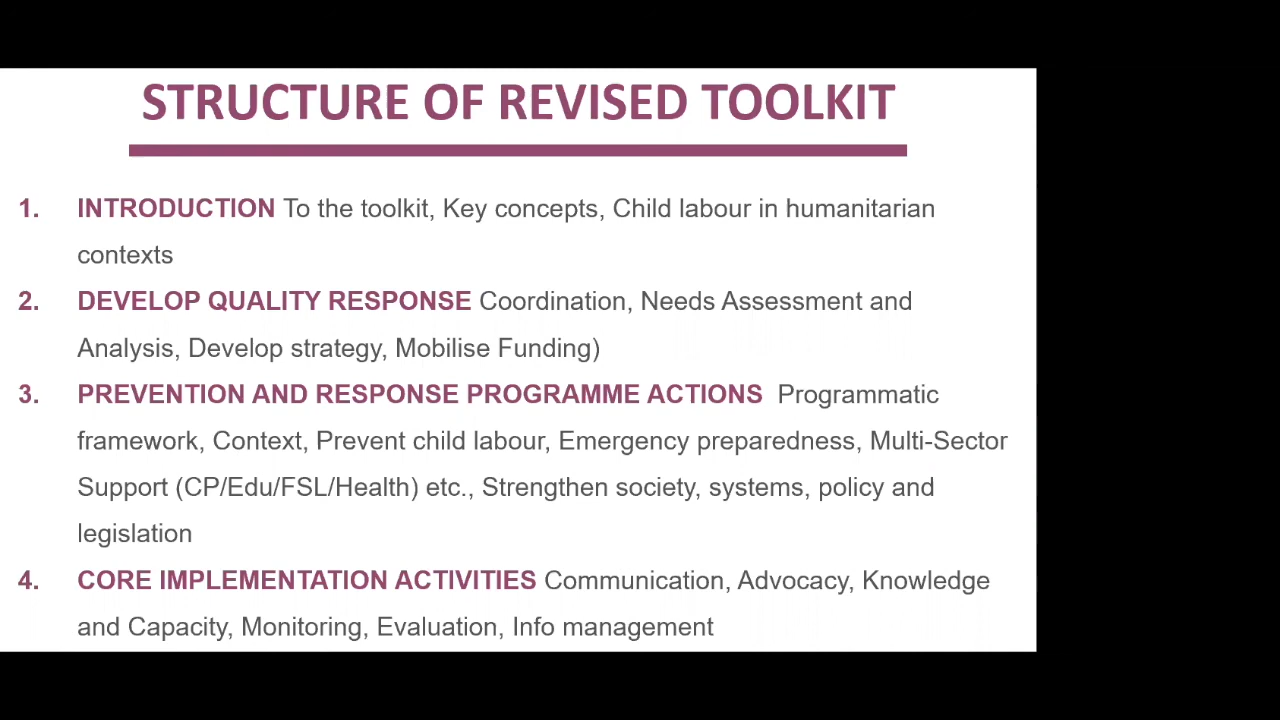 STRUCTURE OF REVISED TOOLKIT
1. INTRODUCTION To the toolkit, Key concepts, Child labour in humanitarian
contexts
2. DEVELOP QUALITY RESPONSE Coordination, Needs Assessment and
Analysis, Develop strategy, Mobilise Funding)
3. PREVENTION AND RESPONSE PROGRAMME ACTIONS Programmatic
framework, Context, Prevent child labour, Emergency preparedness, Multi-Sector
Support (CP/Edu/FSL/Health) etc., Strengthen society, systems, policy and
legislation
4. CORE IMPLEMENTATION ACTIVITIES Communication, Advocacy, Knowledge
and Capacity, Monitoring, Evaluation, Info management